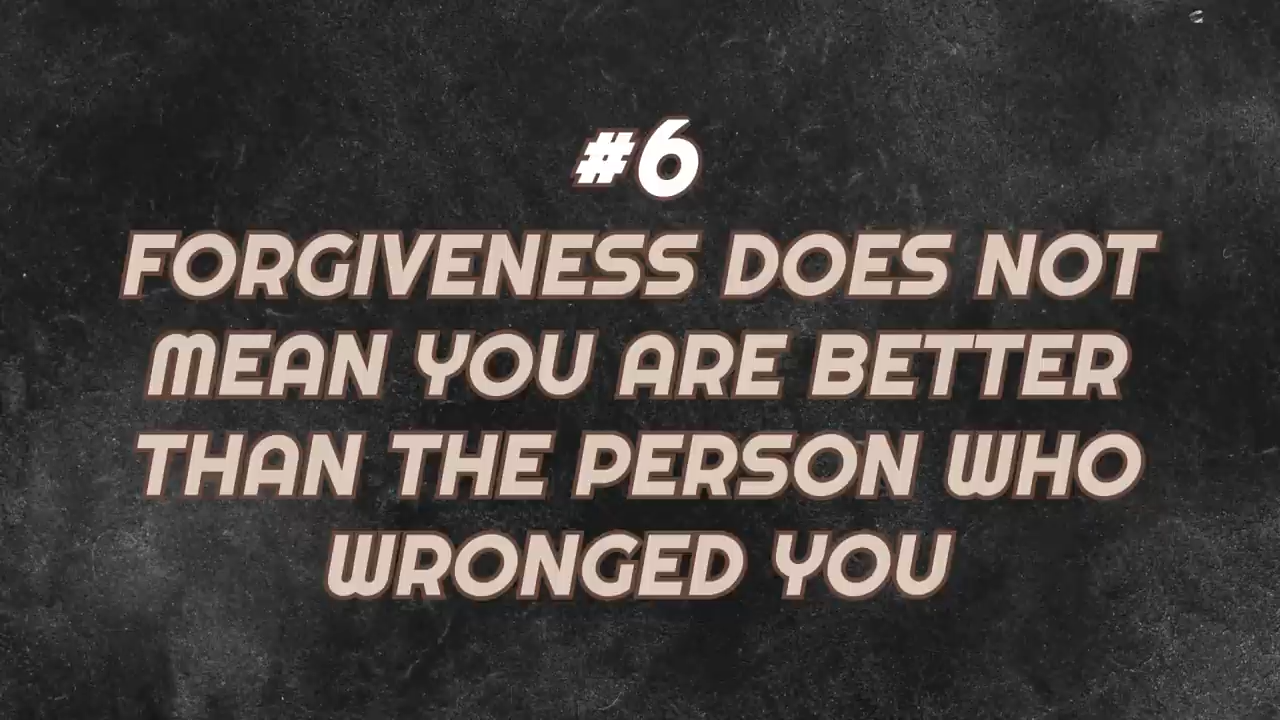 #6
FORGIVENESS DOES NOT
MEAN YOU ARE BETTER
THAN THE PERSON WHO
WRONGED YOU